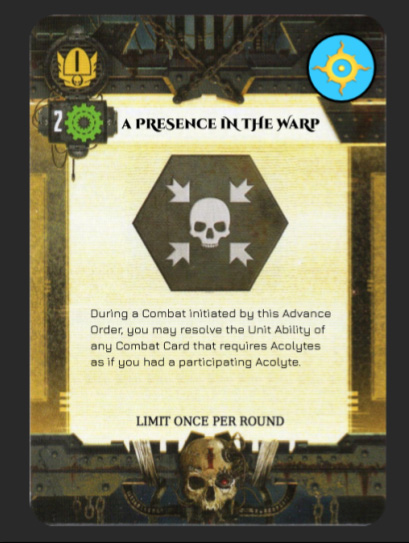 I
2 A PRESENCE IN THE WARP
During a Combat initiated by this Advance
Order, you may resolve the Unit Ability of
any Combat Card that requires Acolytes
as if you had a participating Acolyte.
LIMIT ONCE PER ROUND